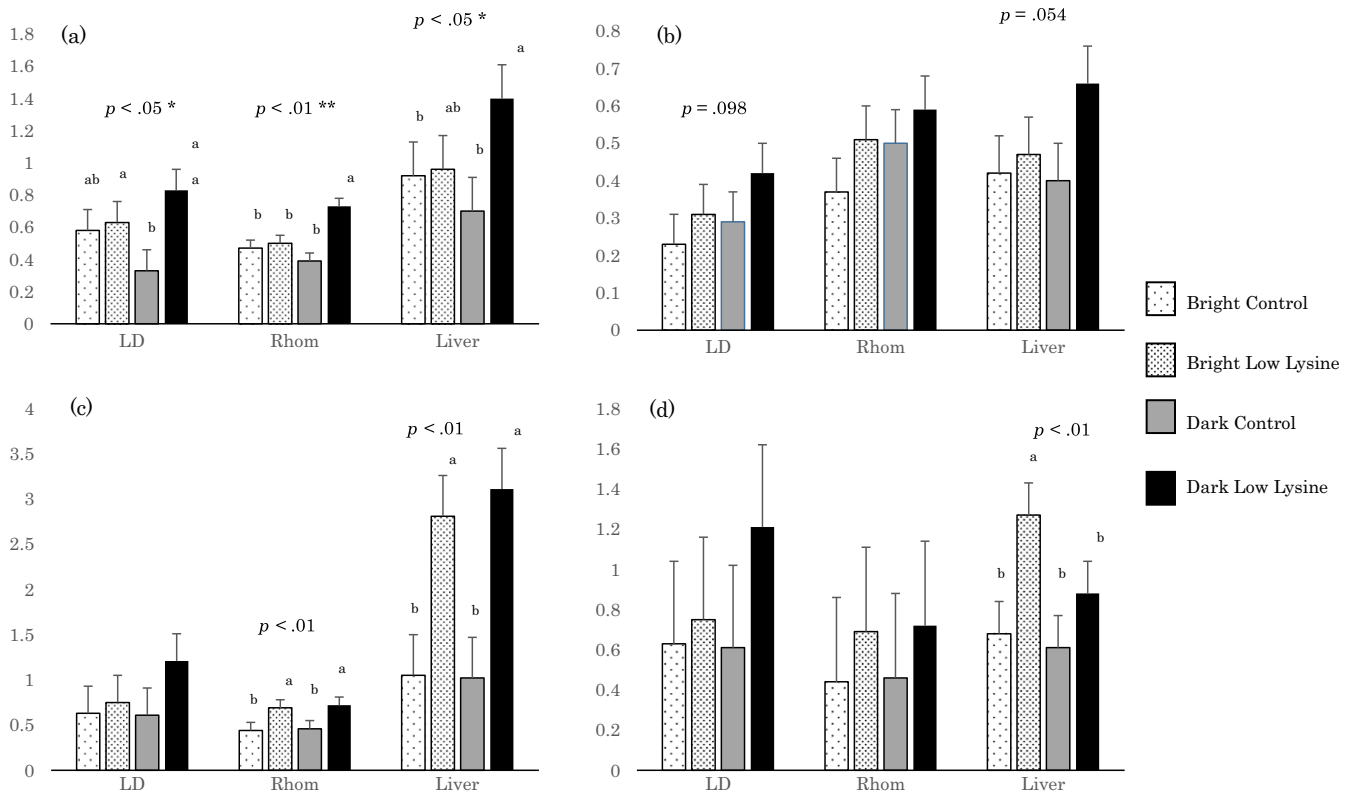 (a)
p < .05 *
1.8
1.6
1.4
1.2
1
0.8
0.6
0.4
0.2
0
p < .05 *
p < .01 **
a
b
ab
b
a
ab
a
a
b
a
b
b
b
a
LD
Rhom
Liver
(b)
p = .054
0.8
0.7
0.6
0.5
0.4
0.3
0.2
0.1
0
p = .098
LD
Rhom
Liver
Bright Control
Bright Low Lysine
Dark Control
Dark Low Lysine
(c)
4
3.5
3
2.5
2
1.5
1
0.5
0
p < .01
a
a
b
b
p < .01
b
a
b
a
LD
Rhom
Liver
(d)
1.8
1.6
1.4
1.2
1
0.8
0.6
0.4
0.2
0
p < .01
a
b
b
b
LD
Rhom
Liver